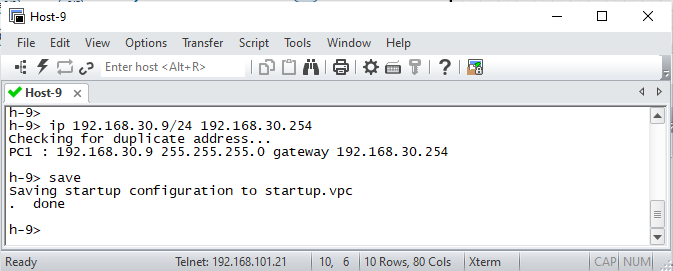 Host-9
File Edit View Options Transfer Script Tools Window Help
Enter host <Alt+R>
Host-9
h-9>
h-9> ip 192.168.30.9/24 192.168.30.254
Checking for duplicate address...
PC1 : 192.168.30.9 255.255.255.0 gateway 192.168.30.254
h-9> save
Saving startup configuration to startup.vpc
.  done
h-9>
Ready Telnet: 192.168.101.21 10, 6 10 Rows, 80 Cols Xterm CAP NUM